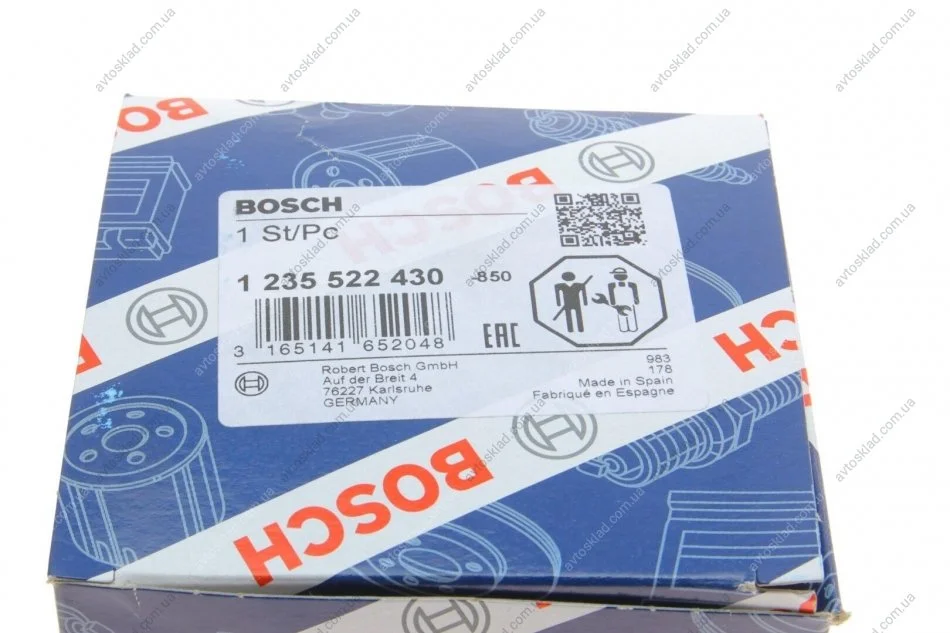 BOSCH
BOSCH
1 St/Pc
1 235 522 430 -850
3 165141 652048
EAC
Robert Bosch GmbH
Auf der Breit 4
76227 Karlsruhe
GERMANY
983
178
Made in Spain
Fabriqué en Espagne
BOSCH
BOSCH
BOSCH
avtosklad.com.ua